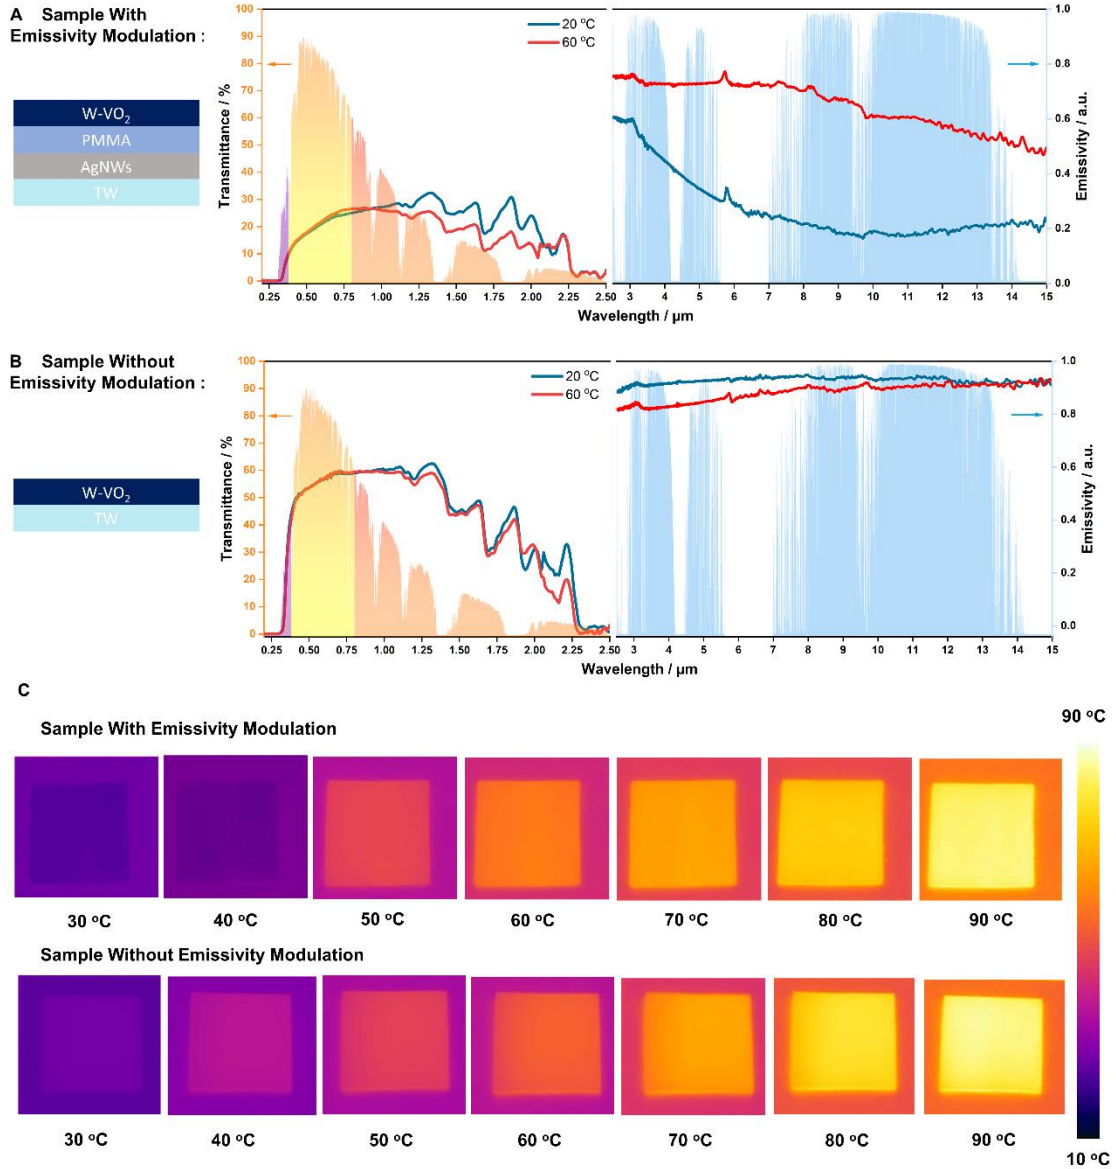 A Sample With
Emissivity Modulation :
W-VO2
PMMA
AgNWs
TW
Transmittance / %
100
90
80
70
60
50
40
30
20
10
0
20 °C
60 °C
0.25 0.50 0.75 1.00 1.25 1.50 1.75 2.00 2.25 2.50 3 4 5 6 7 8 9 10 11 12 13 14 15
Wavelength / µm
1.0
0.8
0.6
0.4
0.2
0.0
Emissivity / a.u.
B Sample Without
Emissivity Modulation :
W-VO2
TW
Transmittance / %
100
90
80
70
60
50
40
30
20
10
0
20 °C
60 °C
0.25 0.50 0.75 1.00 1.25 1.50 1.75 2.00 2.25 2.50 3 4 5 6 7 8 9 10 11 12 13 14 15
Wavelength / µm
1.0
0.8
0.6
0.4
0.2
0.0
Emissivity / a.u.
C
Sample With Emissivity Modulation
30 °C 40 °C 50 °C 60 °C 70 °C 80 °C 90 °C
Sample Without Emissivity Modulation
30 °C 40 °C 50 °C 60 °C 70 °C 80 °C 90 °C
90 °C
10 °C